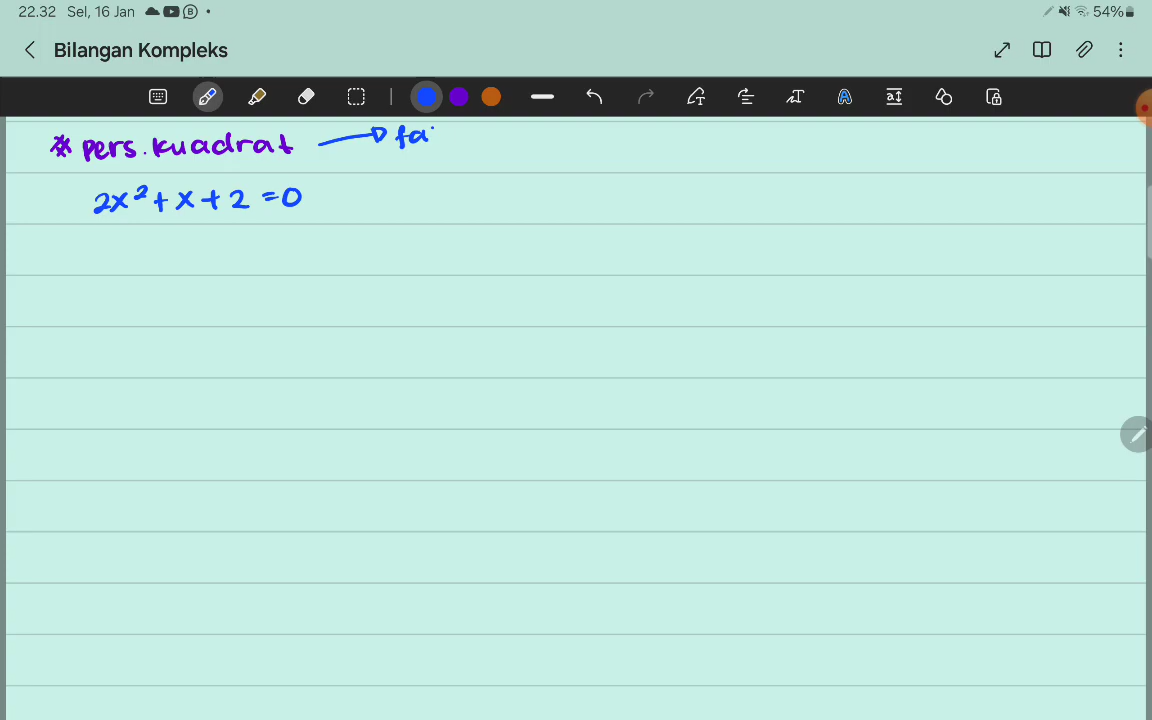 22.32 Sel, 16 Jan 54%
Bilangan Kompleks
* pers. kuadrat → fa
2x² + x + 2 = 0